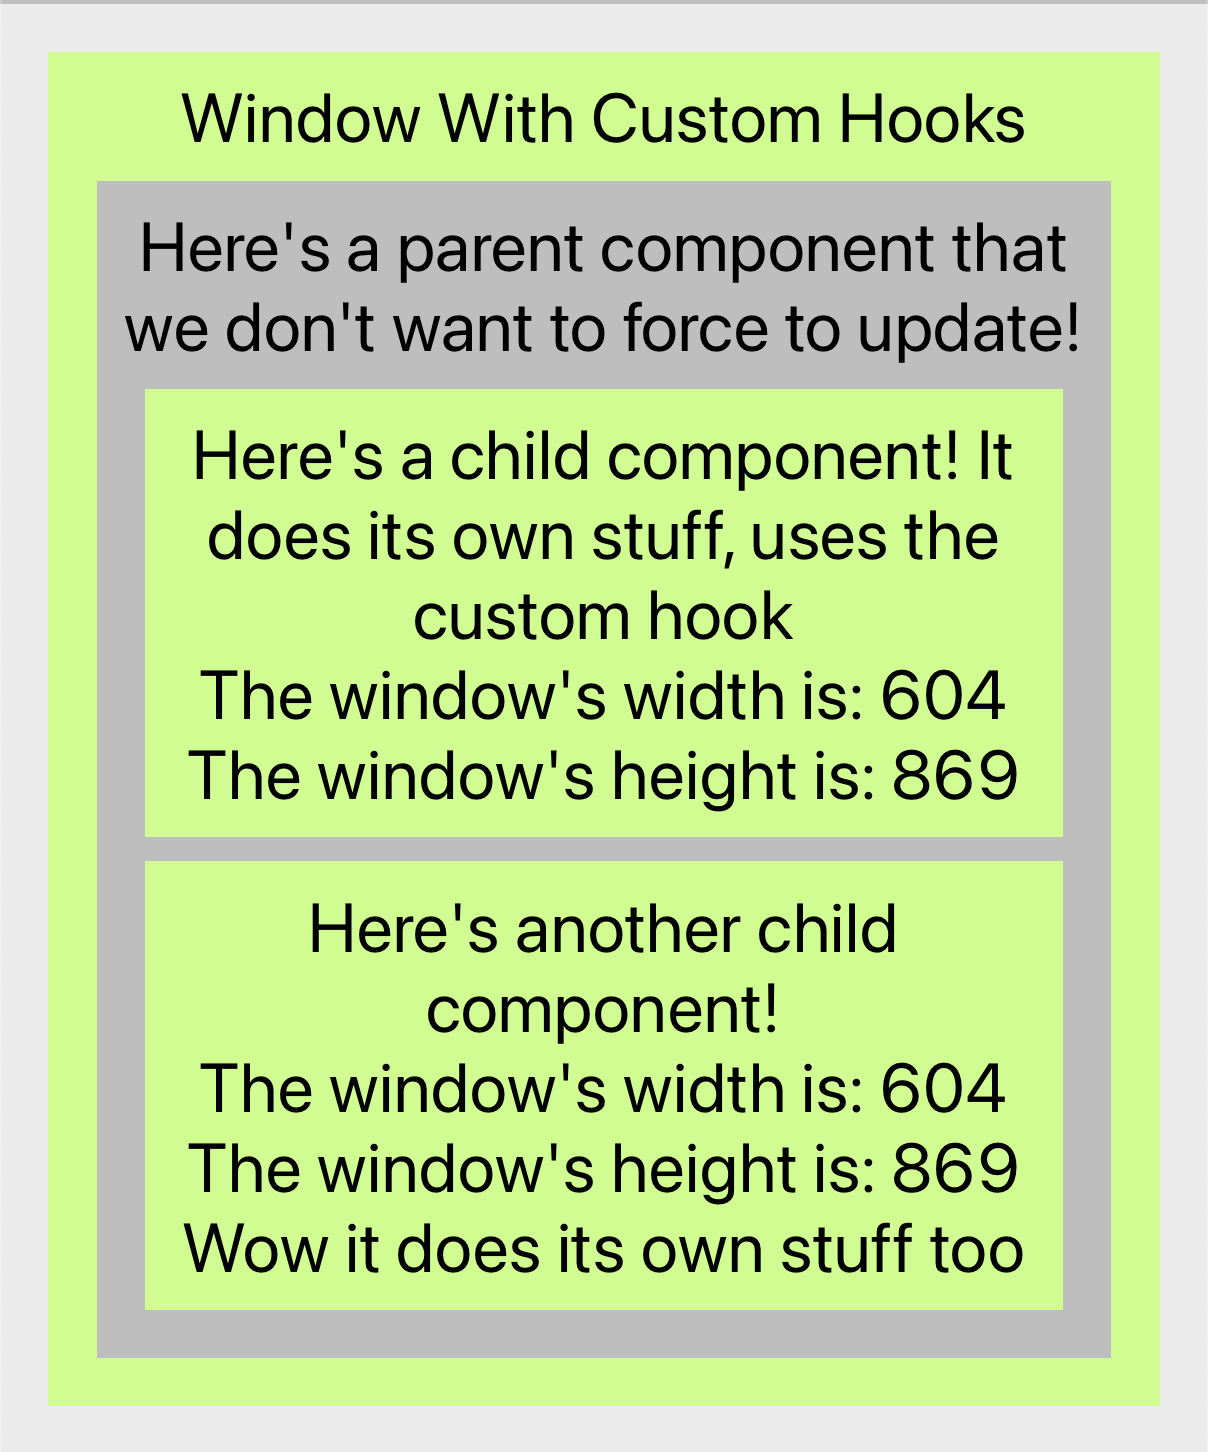 Window With Custom Hooks
Here's a parent component that
we don't want to force to update!
Here's a child component! It
does its own stuff, uses the
custom hook
The window's width is: 604
The window's height is: 869
Here's another child
component!
The window's width is: 604
The window's height is: 869
Wow it does its own stuff too